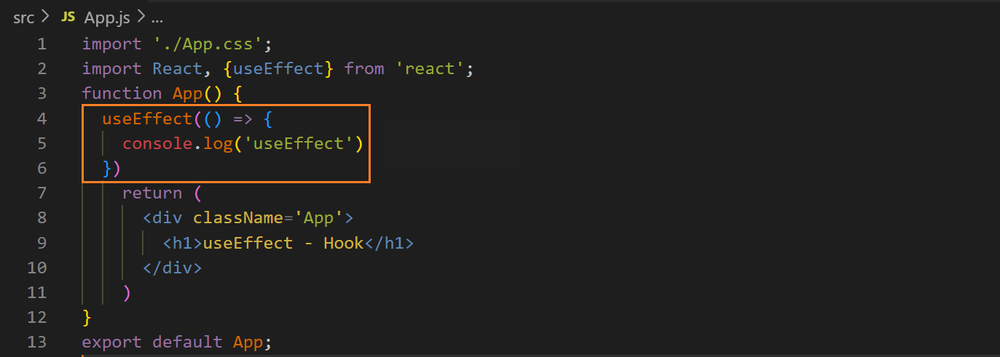 src > JS App.js > ...
1 import './App.css';
2 import React, {useEffect} from 'react';
3 function App() {
4   useEffect(() => {
5     console.log('useEffect')
6   })
7     return (
8       <div className='App'>
9         <h1>useEffect - Hook</h1>
10       </div>
11     )
12 }
13 export default App;